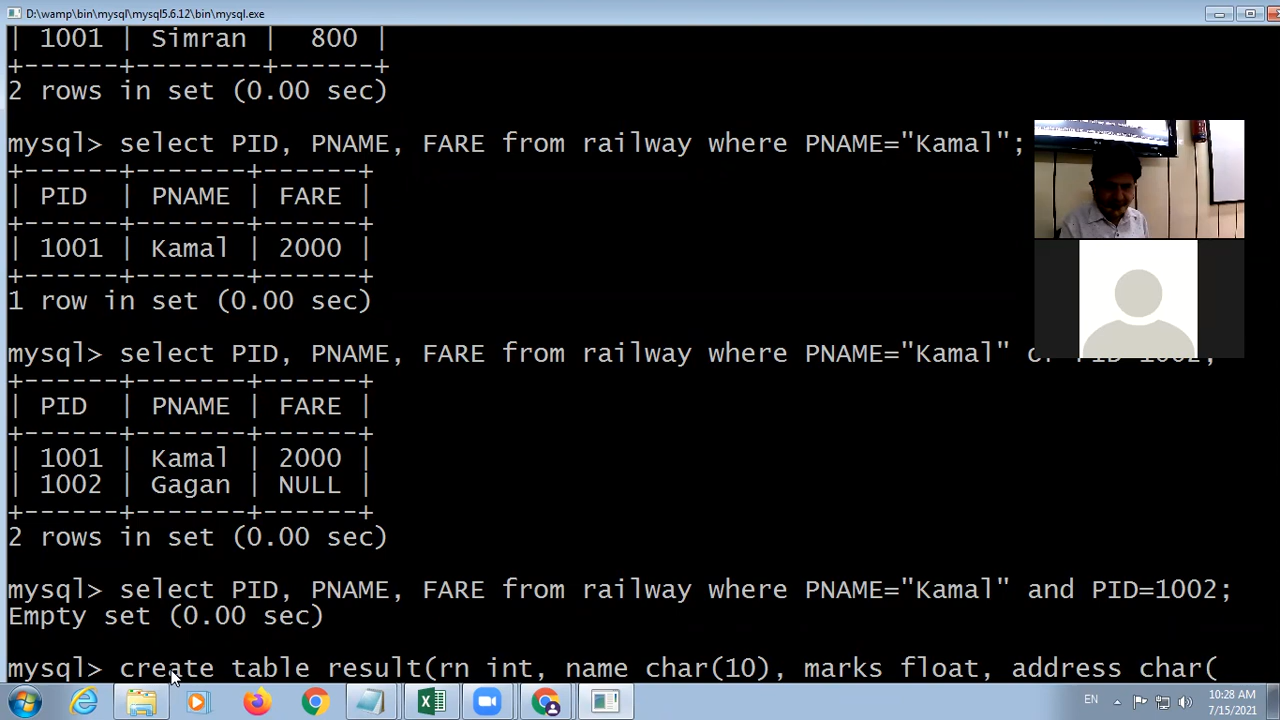 D:\wamp\bin\mysql\mysql5.6.12\bin\mysql.exe
| 1001 | Simran |  800 |
+------+--------+------+
2 rows in set (0.00 sec)
mysql> select PID, PNAME, FARE from railway where PNAME="Kamal";
+------+-------+------+
| PID  | PNAME | FARE |
+------+-------+------+
| 1001 | Kamal | 2000 |
+------+-------+------+
1 row in set (0.00 sec)
mysql> select PID, PNAME, FARE from railway where PNAME="Kamal"
+------+-------+------+
| PID  | PNAME | FARE |
+------+-------+------+
| 1001 | Kamal | 2000 |
| 1002 | Gagan | NULL |
+------+-------+------+
2 rows in set (0.00 sec)
mysql> select PID, PNAME, FARE from railway where PNAME="Kamal" and PID=1002;
Empty set (0.00 sec)
mysql> create table result(rn int, name char(10), marks float, address char(
EN
10:28 AM
7/15/2021